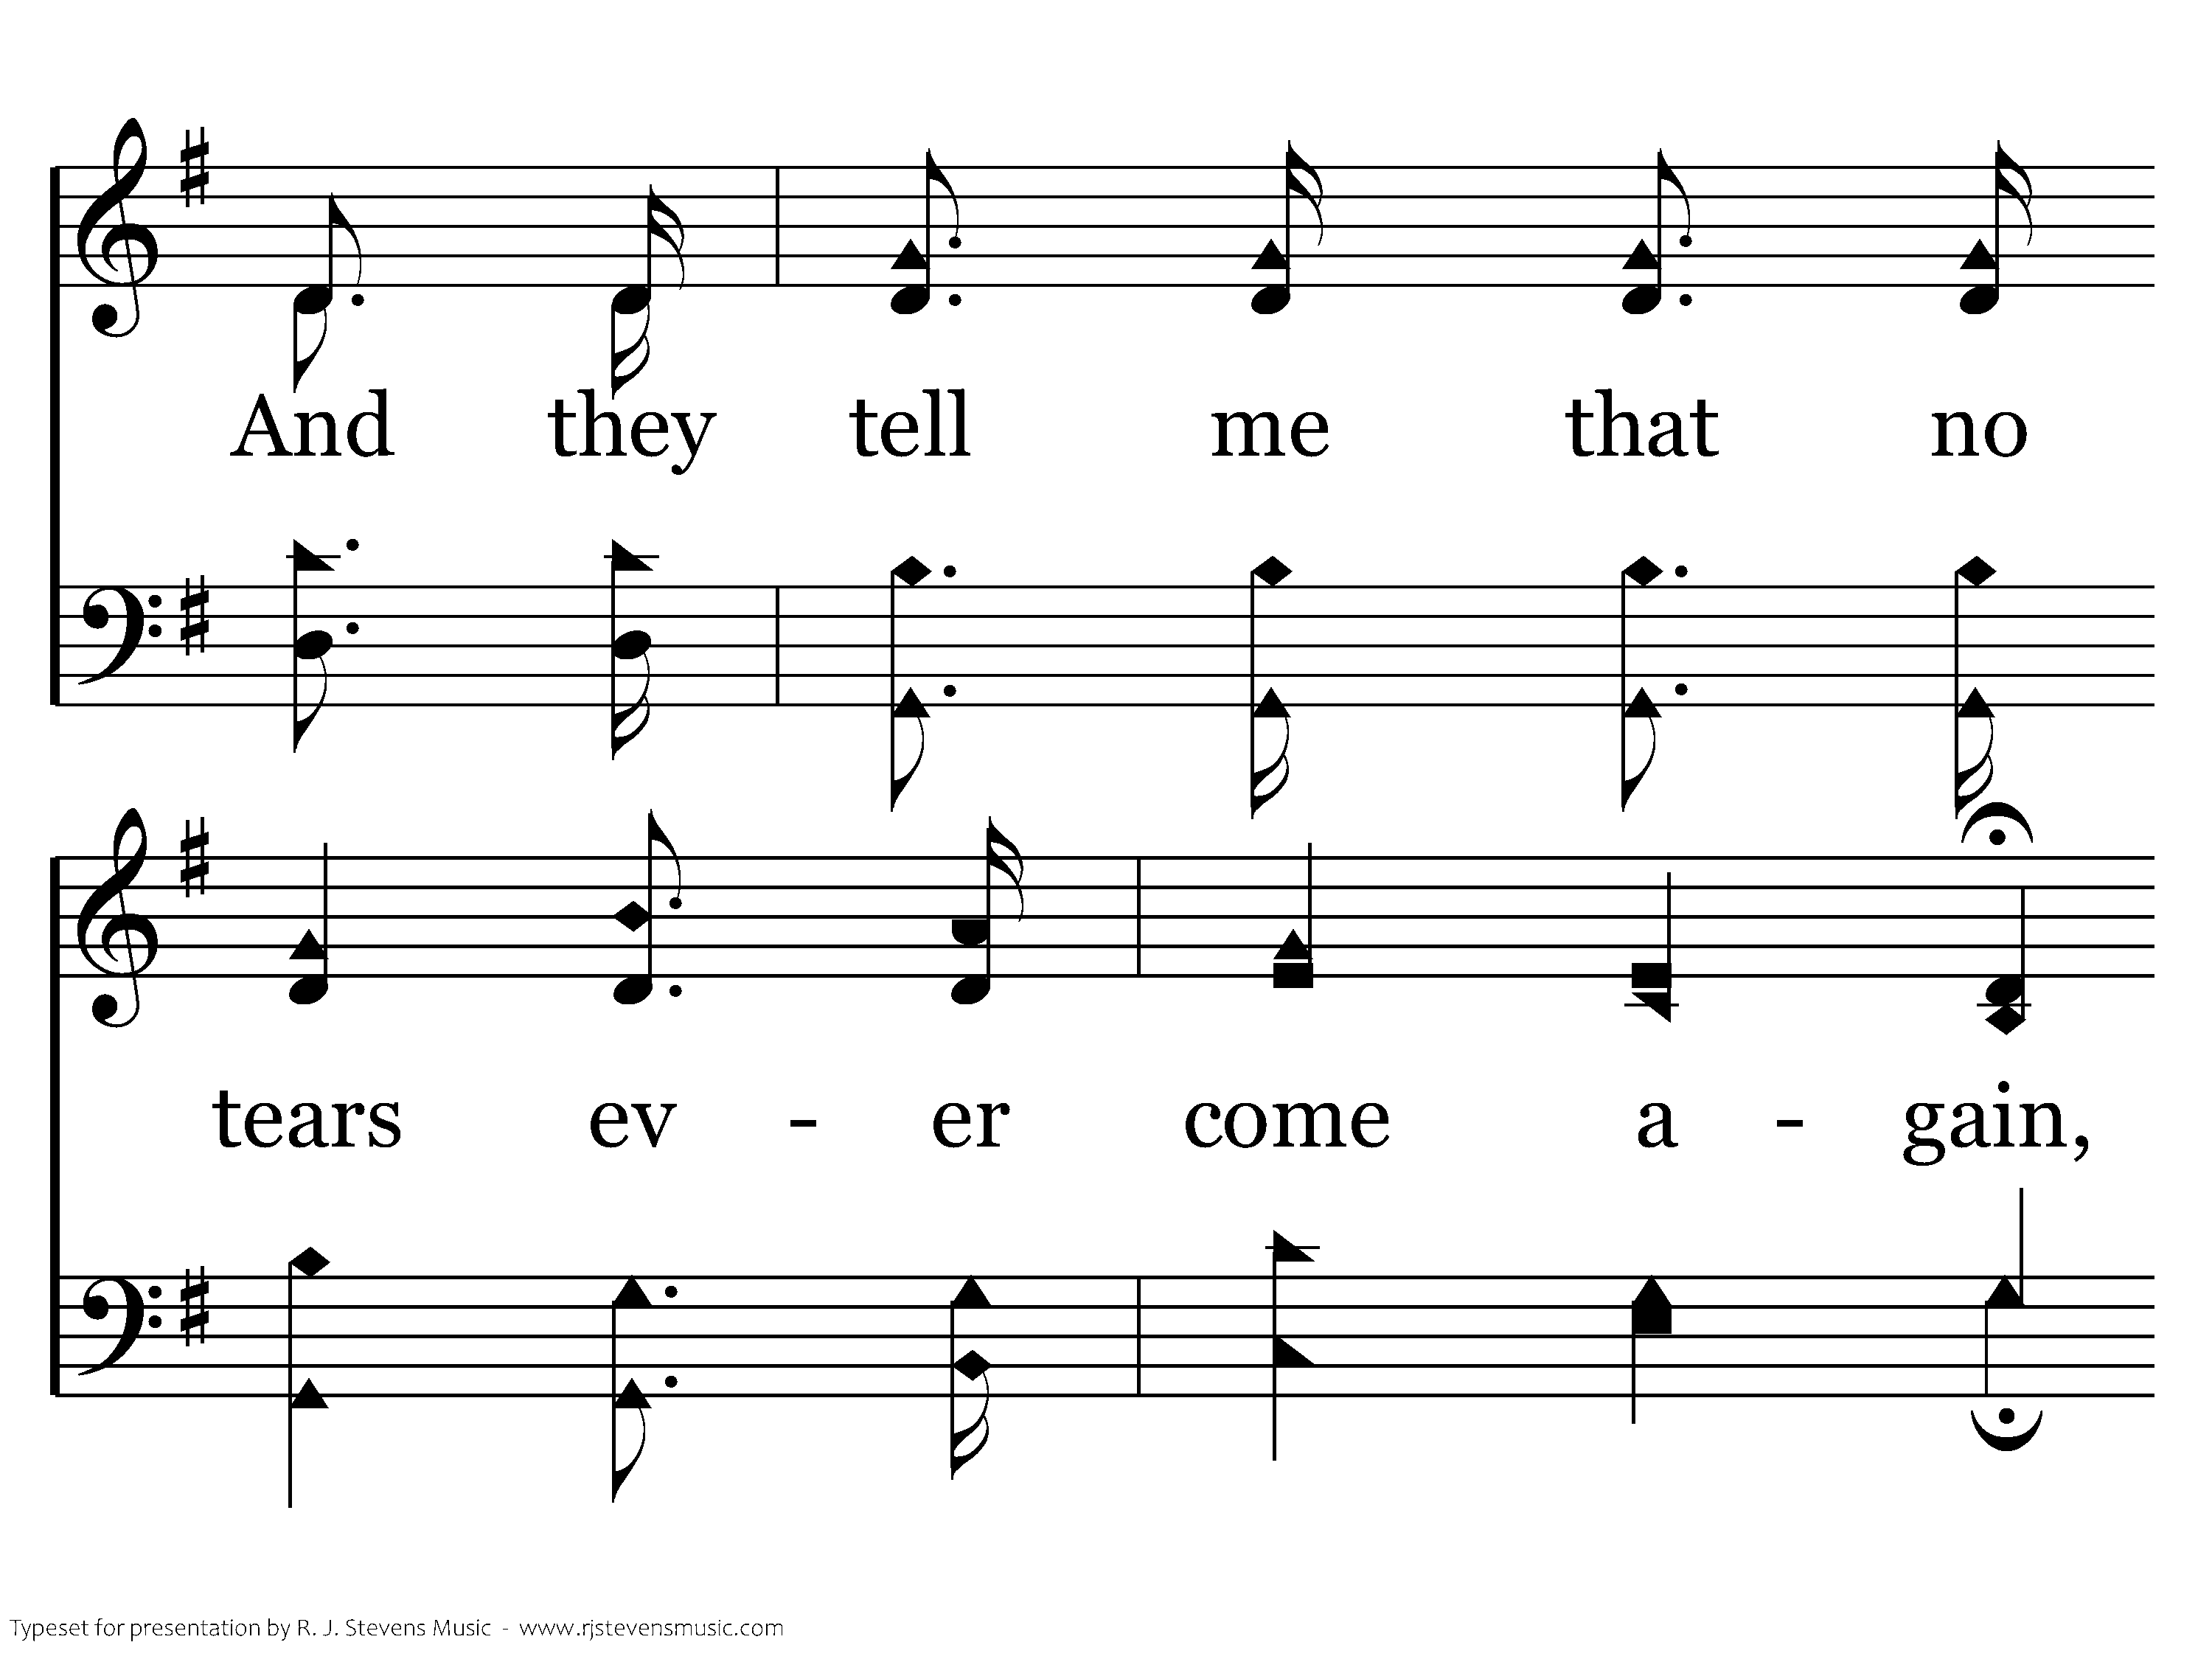 And they tell me that no
tears ev - er come a - gain,
Typeset for presentation by R. J. Stevens Music - www.rjstevensmusic.com